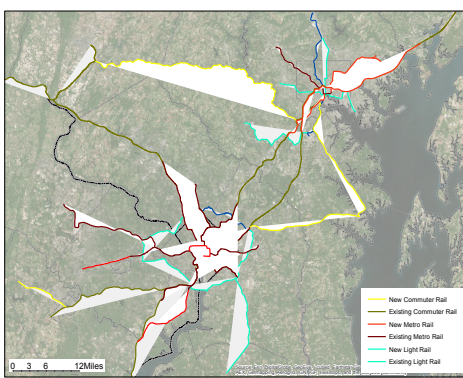 New Commuter Rail
Existing Commuter Rail
New Metro Rail
Existing Metro Rail
New Light Rail
Existing Light Rail
0 3 6 12Miles